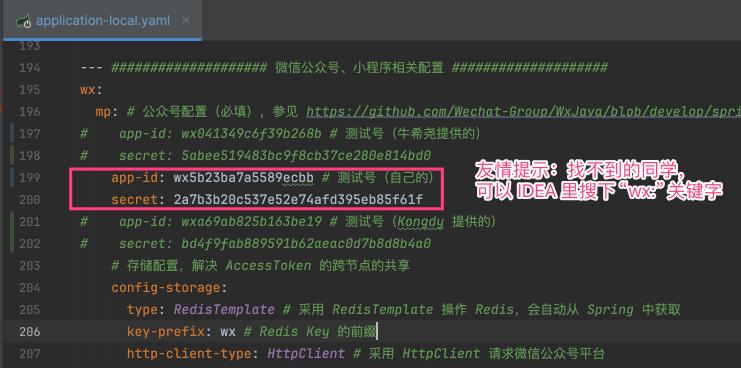 application-local.yaml
193
194 --- #################### 微信公众号、小程序相关配置 ####################
195 wx:
196 mp: # 公众号配置（必填），参见 https://github.com/Wechat-Group/WxJava/blob/develop/spri
197 # app-id: wx041349c6f39b268b # 测试号（牛希尧提供的）
198 # secret: 5abee519483bc9f8cb37ce280e814bd0
199 app-id: wx5b23ba7a5589ecbb # 测试号（自己的）
200 secret: 2a7b3b20c537e52e74afd395eb85f61f
201 # app-id: wxa69ab825b163be19 # 测试号（Kongdy 提供的）
202 # secret: bd4f9fab889591b62aeac0d7b8d8b4a0
203 # 存储配置，解决 AccessToken 的跨节点的共享
204 config-storage:
205 type: RedisTemplate # 采用 RedisTemplate 操作 Redis，会自动从 Spring 中获取
206 key-prefix: wx # Redis Key 的前缀
207 http-client-type: HttpClient # 采用 HttpClient 请求微信公众号平台
友情提示：找不到的同学，
可以 IDEA 里搜下 “wx:” 关键字